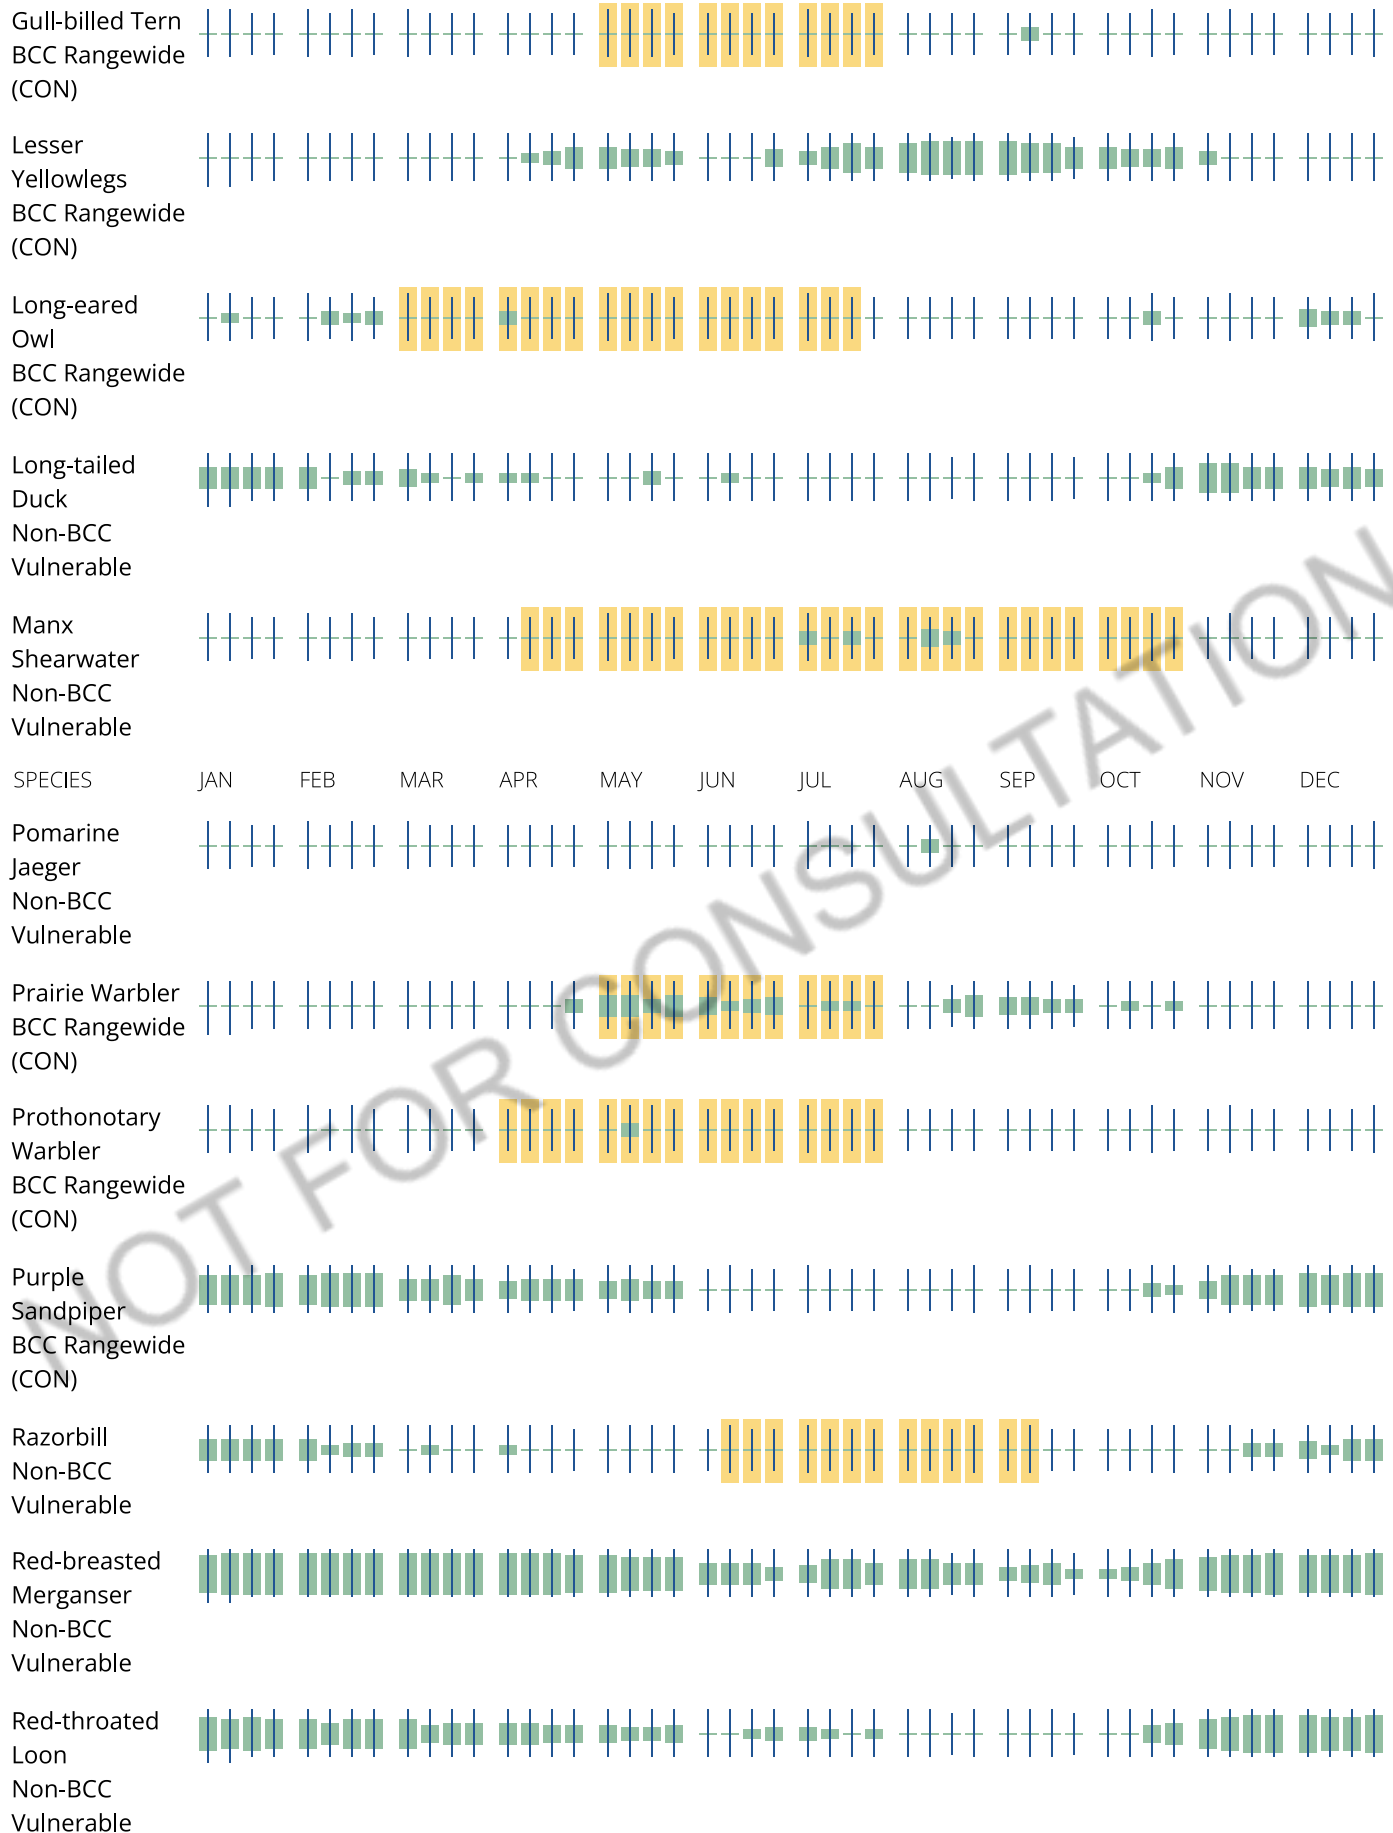 Gull-billed Tern
BCC Rangewide
(CON)
Lesser
Yellowlegs
BCC Rangewide
(CON)
Long-eared
Owl
BCC Rangewide
(CON)
Long-tailed
Duck
Non-BCC
Vulnerable
Manx
Shearwater
Non-BCC
Vulnerable
SPECIES JAN FEB MAR APR MAY JUN JUL AUG SEP OCT NOV DEC
Pomarine
Jaeger
Non-BCC
Vulnerable
Prairie Warbler
BCC Rangewide
(CON)
Prothonotary
Warbler
BCC Rangewide
(CON)
Purple
Sandpiper
BCC Rangewide
(CON)
Razorbill
Non-BCC
Vulnerable
Red-breasted
Merganser
Non-BCC
Vulnerable
Red-throated
Loon
Non-BCC
Vulnerable
NOT FOR CONSULTATION